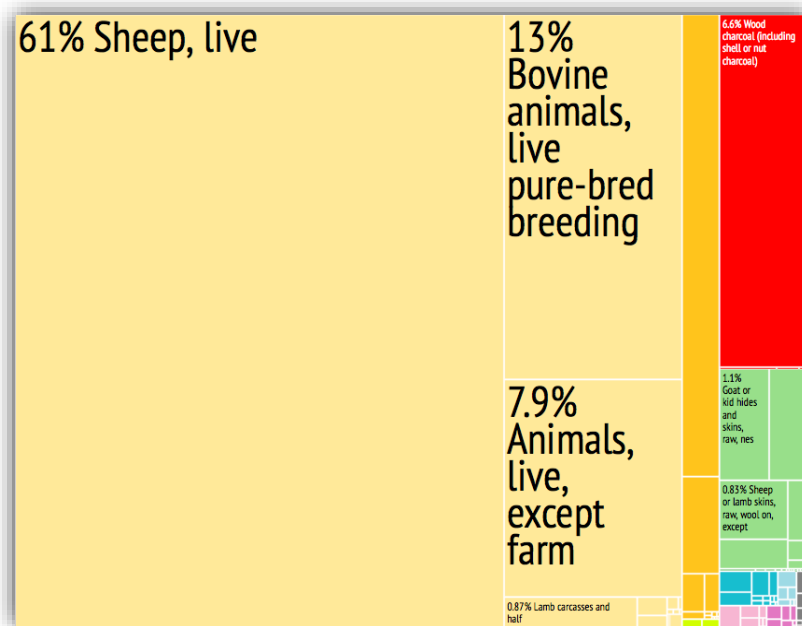 61% Sheep, live
13%
Bovine
animals,
live
pure-bred
breeding
7.9%
Animals,
live,
except
farm
0.87% Lamb carcasses and
half
6.6% Wood
charcoal (including
shell or nut
charcoal)
1.1%
Goat or
kid hides
and
skins,
raw, nes
0.83% Sheep
or lamb skins,
raw, wool on,
except